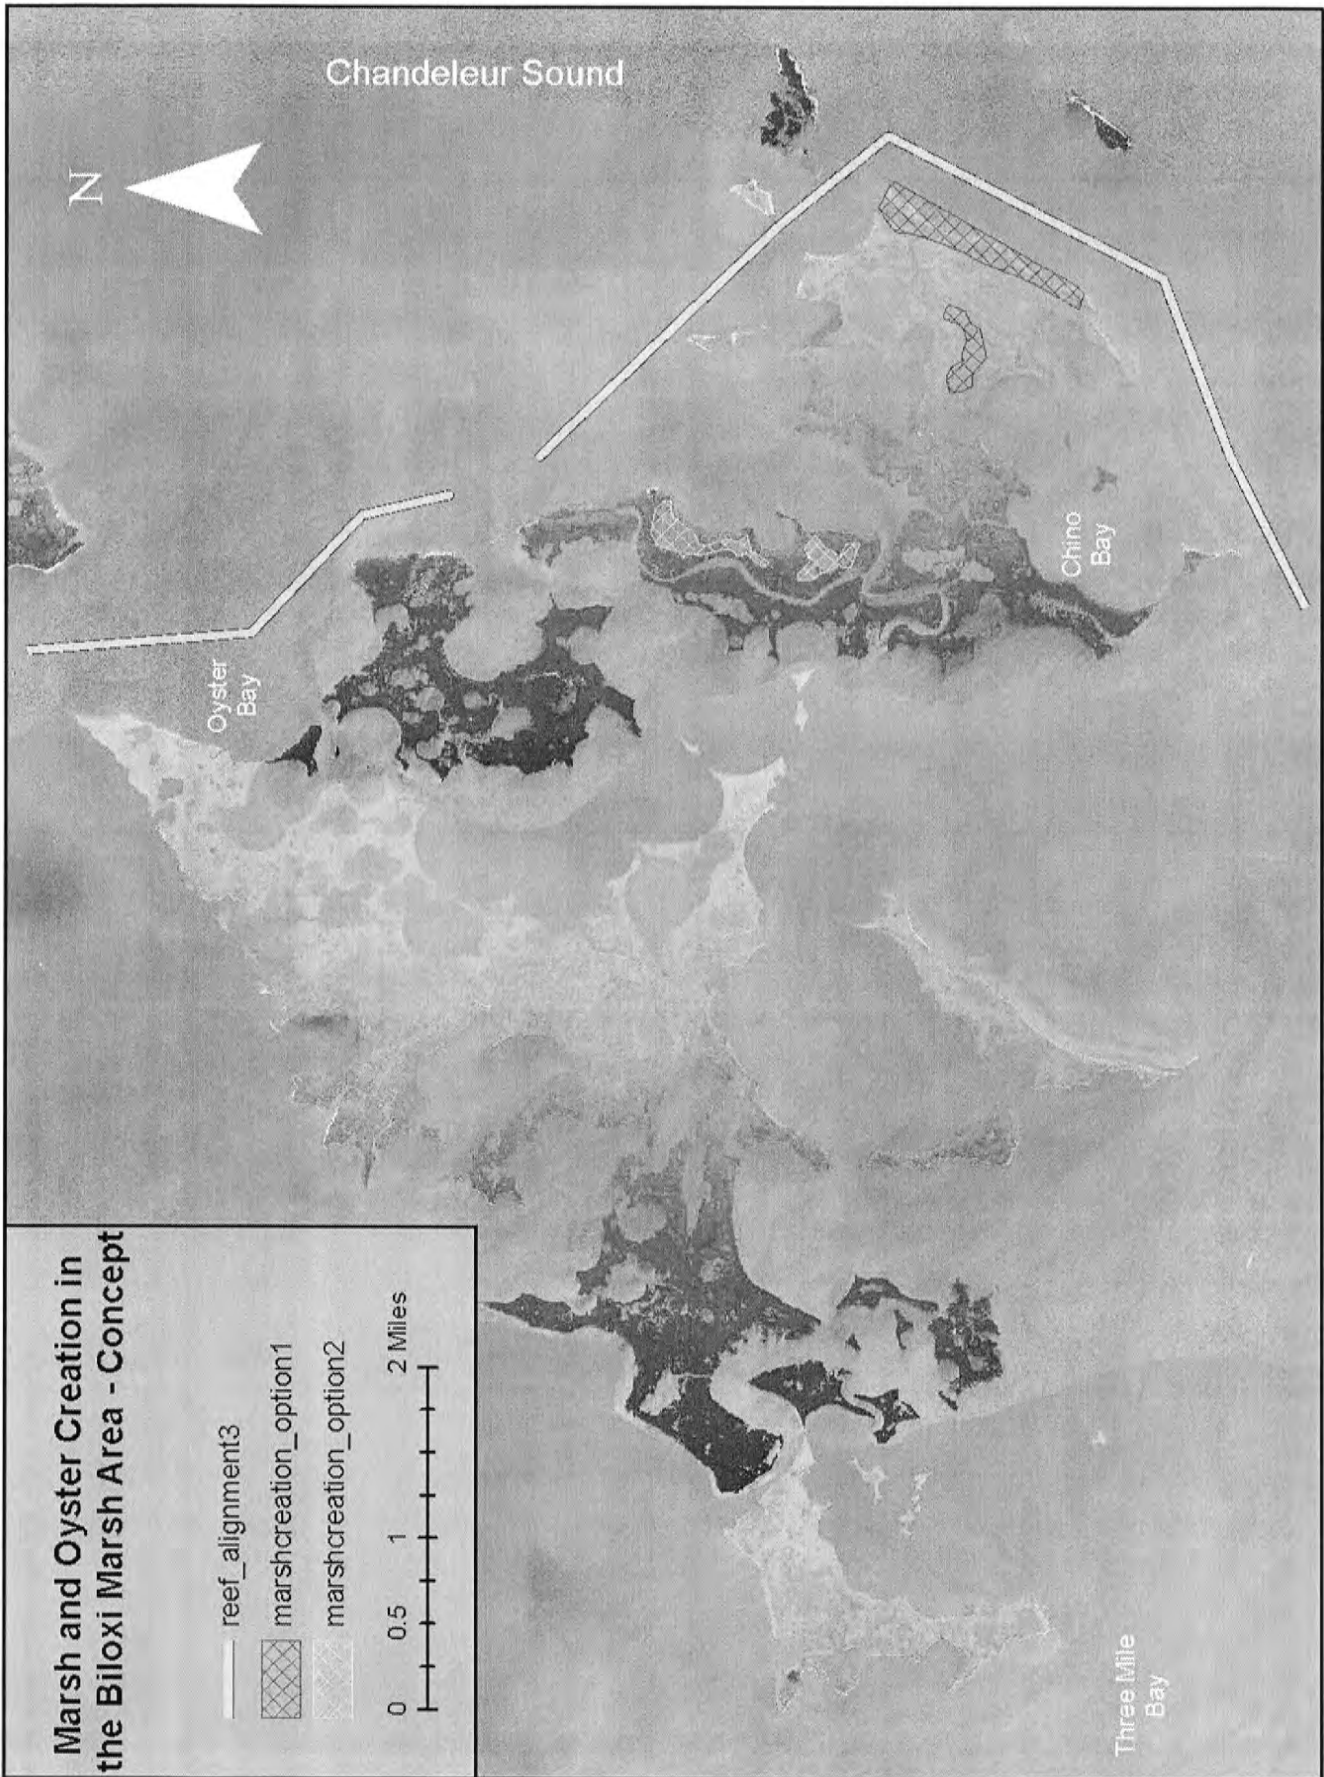 Marsh and Oyster Creation in
the Biloxi Marsh Area - Concept
reef_alignment3
marshcreation_option1
marshcreation_option2
0 0.5 1 2 Miles
N
Chandeleur Sound
Oyster
Bay
Chino
Bay
Three Mile
Bay